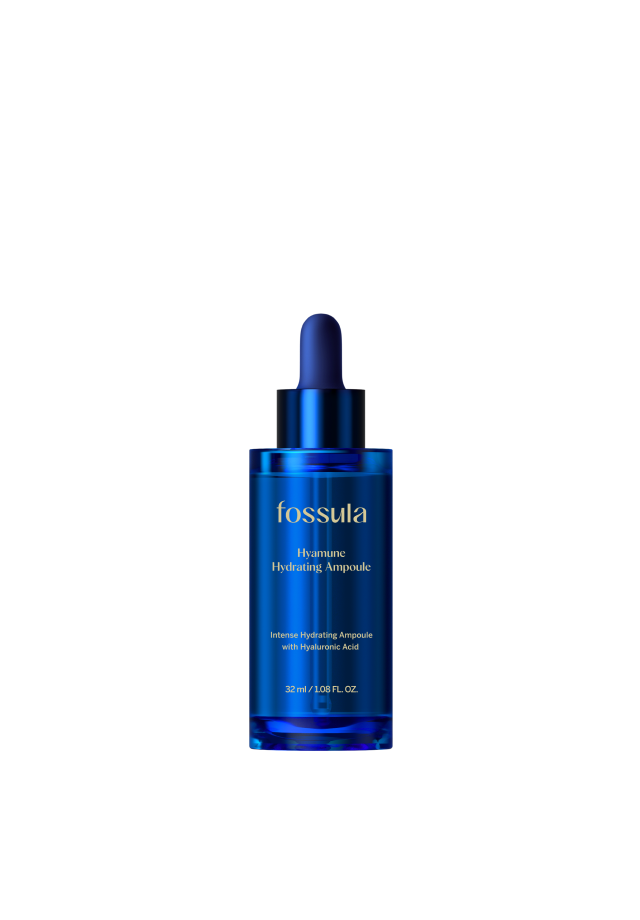 fossula
Hyamune
Hydrating Ampoule
Intense Hydrating Ampoule
with Hyaluronic Acid
32 ml / 1.08 FL. OZ.